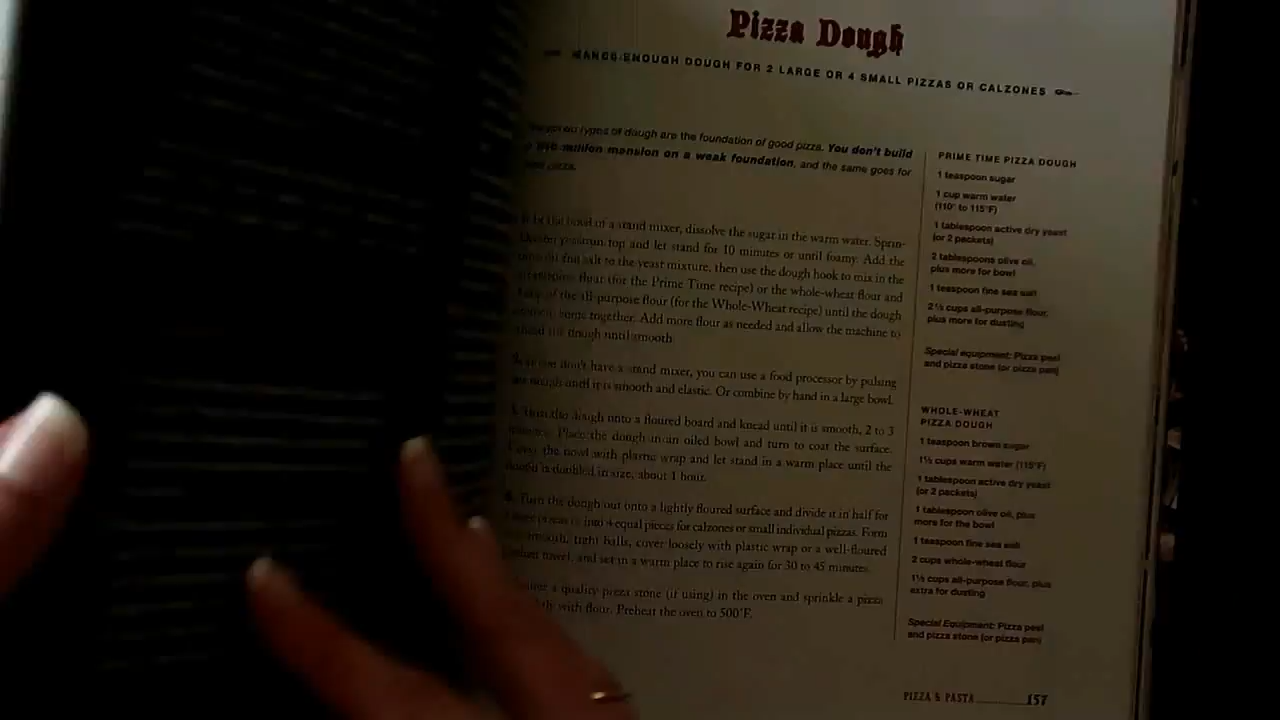 Pizza Dough
MAKES ENOUGH DOUGH FOR 2 LARGE OR 4 SMALL PIZZAS OR CALZONES
types of dough are the foundation of good pizza. You don't build
million mansion on a weak foundation, and the same goes for
pizza.
the bowl of a stand mixer, dissolve the sugar in the warm water. Sprin-
on top and let stand for 10 minutes or until foamy. Add the
salt to the yeast mixture, then use the dough hook to mix in the
flour (for the Prime Time recipe) or the whole-wheat flour and
of the all-purpose flour (for the Whole-Wheat recipe) until the dough
come together. Add more flour as needed and allow the machine to
the dough until smooth
you don't have a stand mixer, you can use a food processor by pulsing
dough until it is smooth and elastic. Or combine by hand in a large bowl.
the dough onto a floured board and knead until it is smooth, 2 to 3
minutes. Place the dough in an oiled bowl and turn to coat the surface.
the bowl with plastic wrap and let stand in a warm place until the
dough is doubled in size, about 1 hour.
Turn the dough out onto a lightly floured surface and divide it in half for
into 4 equal pieces for calzones or small individual pizzas. Form
smooth, tight balls, cover loosely with plastic wrap or a well-floured
towel, and set in a warm place to rise again for 30 to 45 minutes.
a quality pizza stone (if using) in the oven and sprinkle a pizza
with flour. Preheat the oven to 500°F.
PRIME TIME PIZZA DOUGH
1 teaspoon sugar
1 cup warm water
(110° to 115°F)
1 tablespoon active dry yeast
(or 2 packets)
2 tablespoons olive oil,
plus more for bowl
1 teaspoon fine sea salt
2½ cups all-purpose flour,
plus more for dusting
Special equipment: Pizza peel
and pizza stone (or pizza pan)
WHOLE-WHEAT
PIZZA DOUGH
1 teaspoon brown sugar
1½ cups warm water (115°F)
1 tablespoon active dry yeast
(or 2 packets)
1 tablespoon olive oil, plus
more for the bowl
1 teaspoon fine sea salt
2 cups whole-wheat flour
1½ cups all-purpose flour, plus
extra for dusting
Special Equipment: Pizza peel
and pizza stone (or pizza pan)
PIZZA & PASTA 157